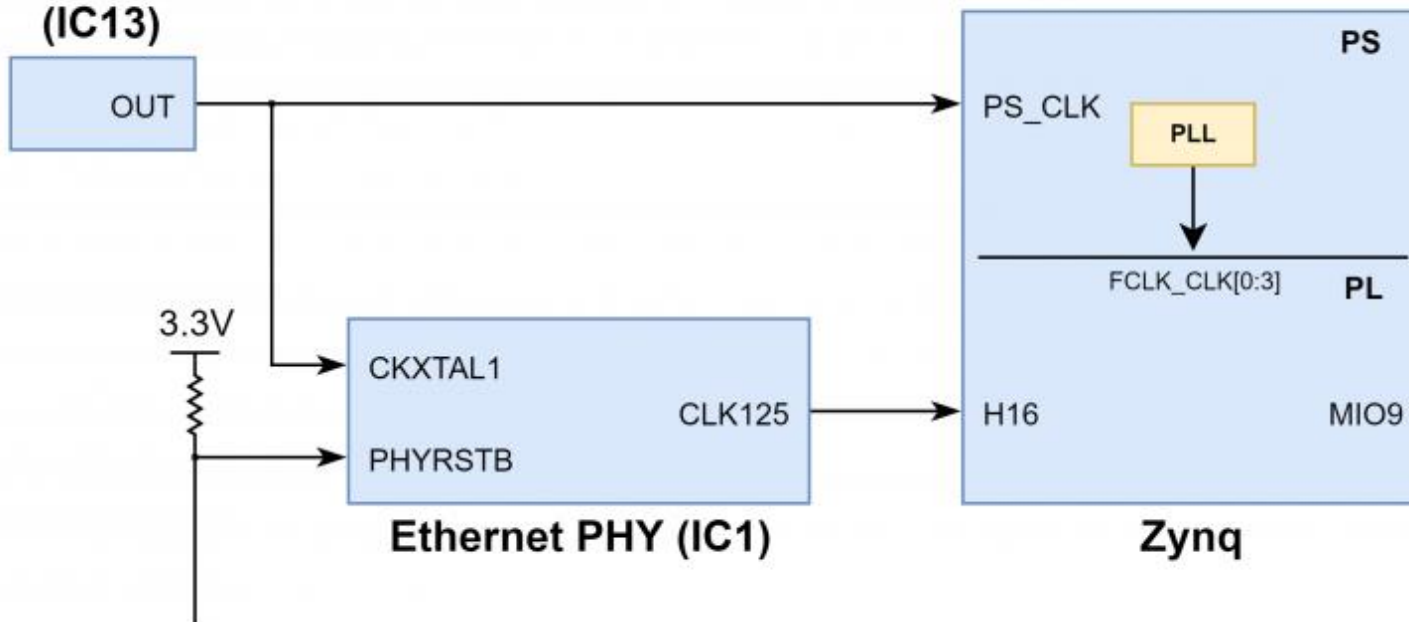 (IC13)
OUT
PS
PS_CLK
PLL
FCLK_CLK[0:3]
PL
3.3V
CKXTAL1
CLK125
PHYRSTB
H16
MIO9
Ethernet PHY (IC1)
Zynq